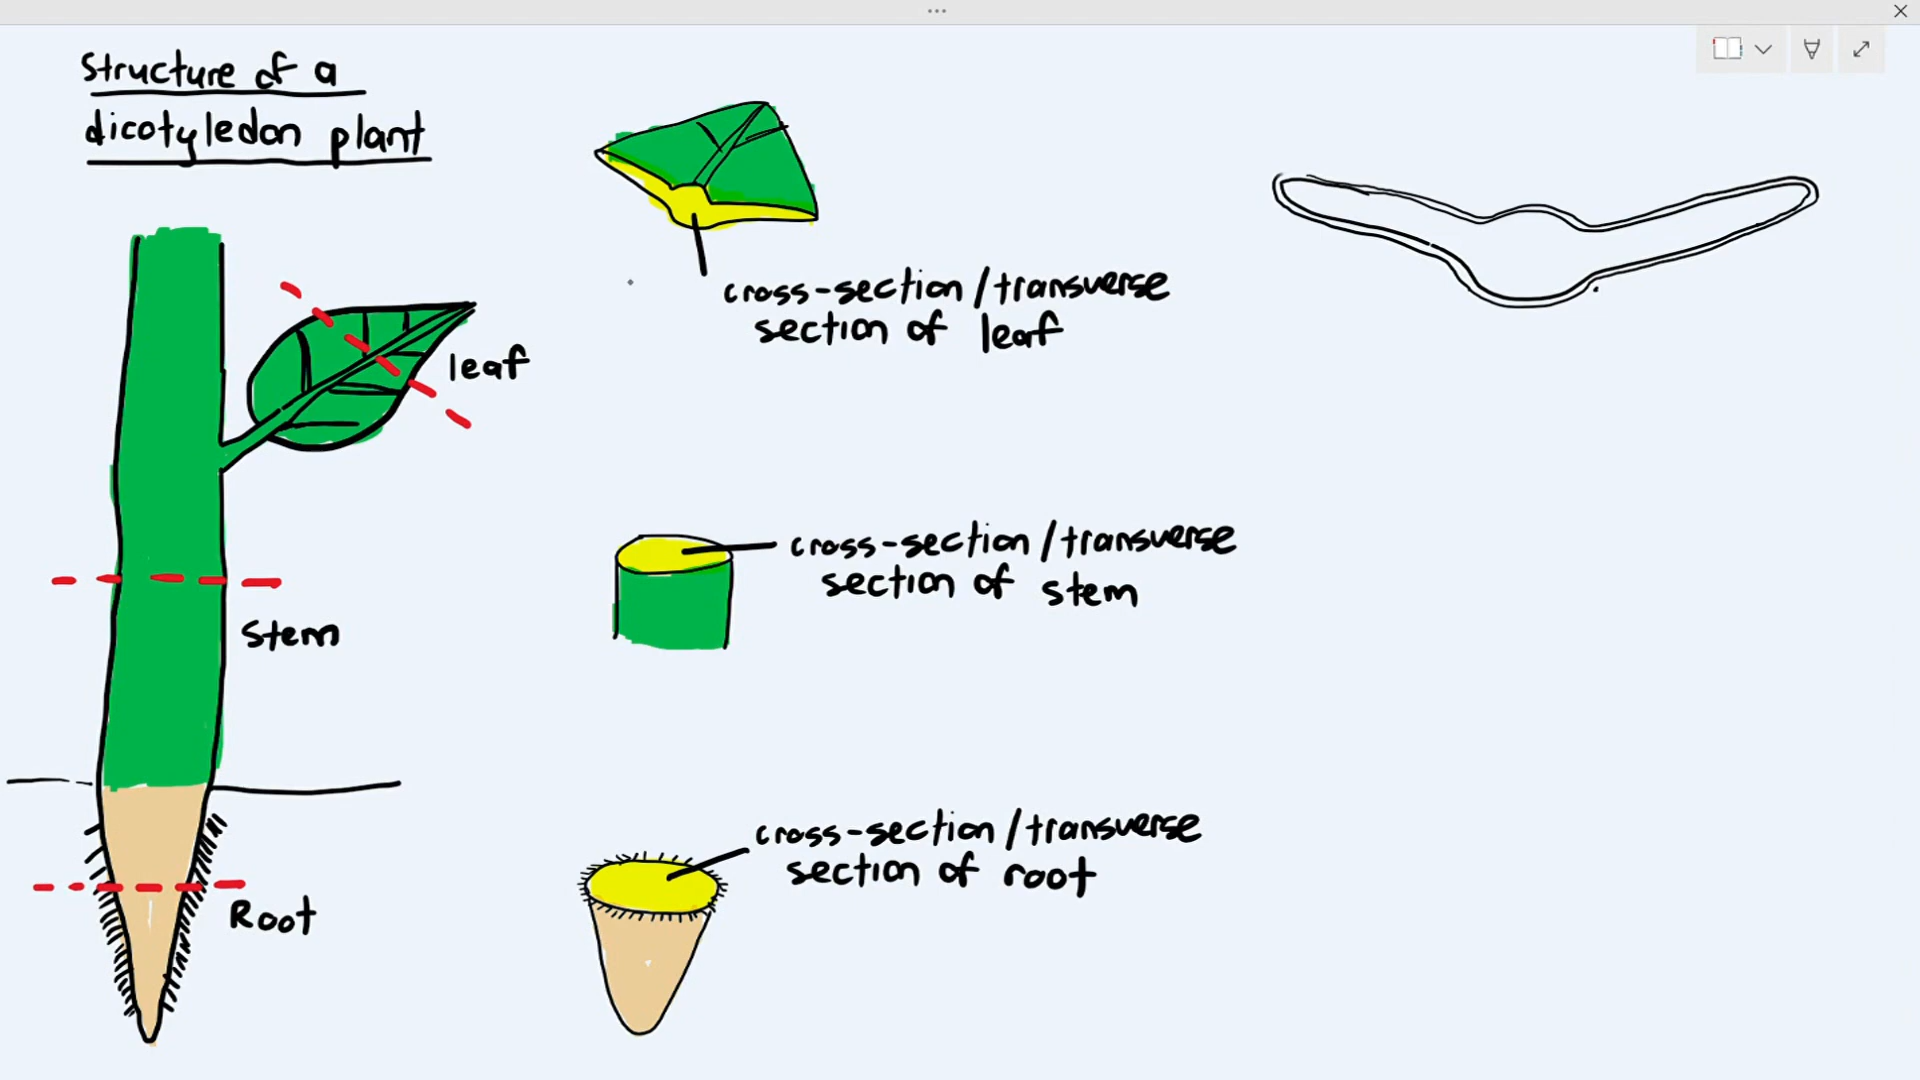 Structure of a
dicotyledon plant
leaf
Stem
Root
cross-section/transverse
section of leaf
cross-section/transverse
section of stem
cross-section/transverse
section of root